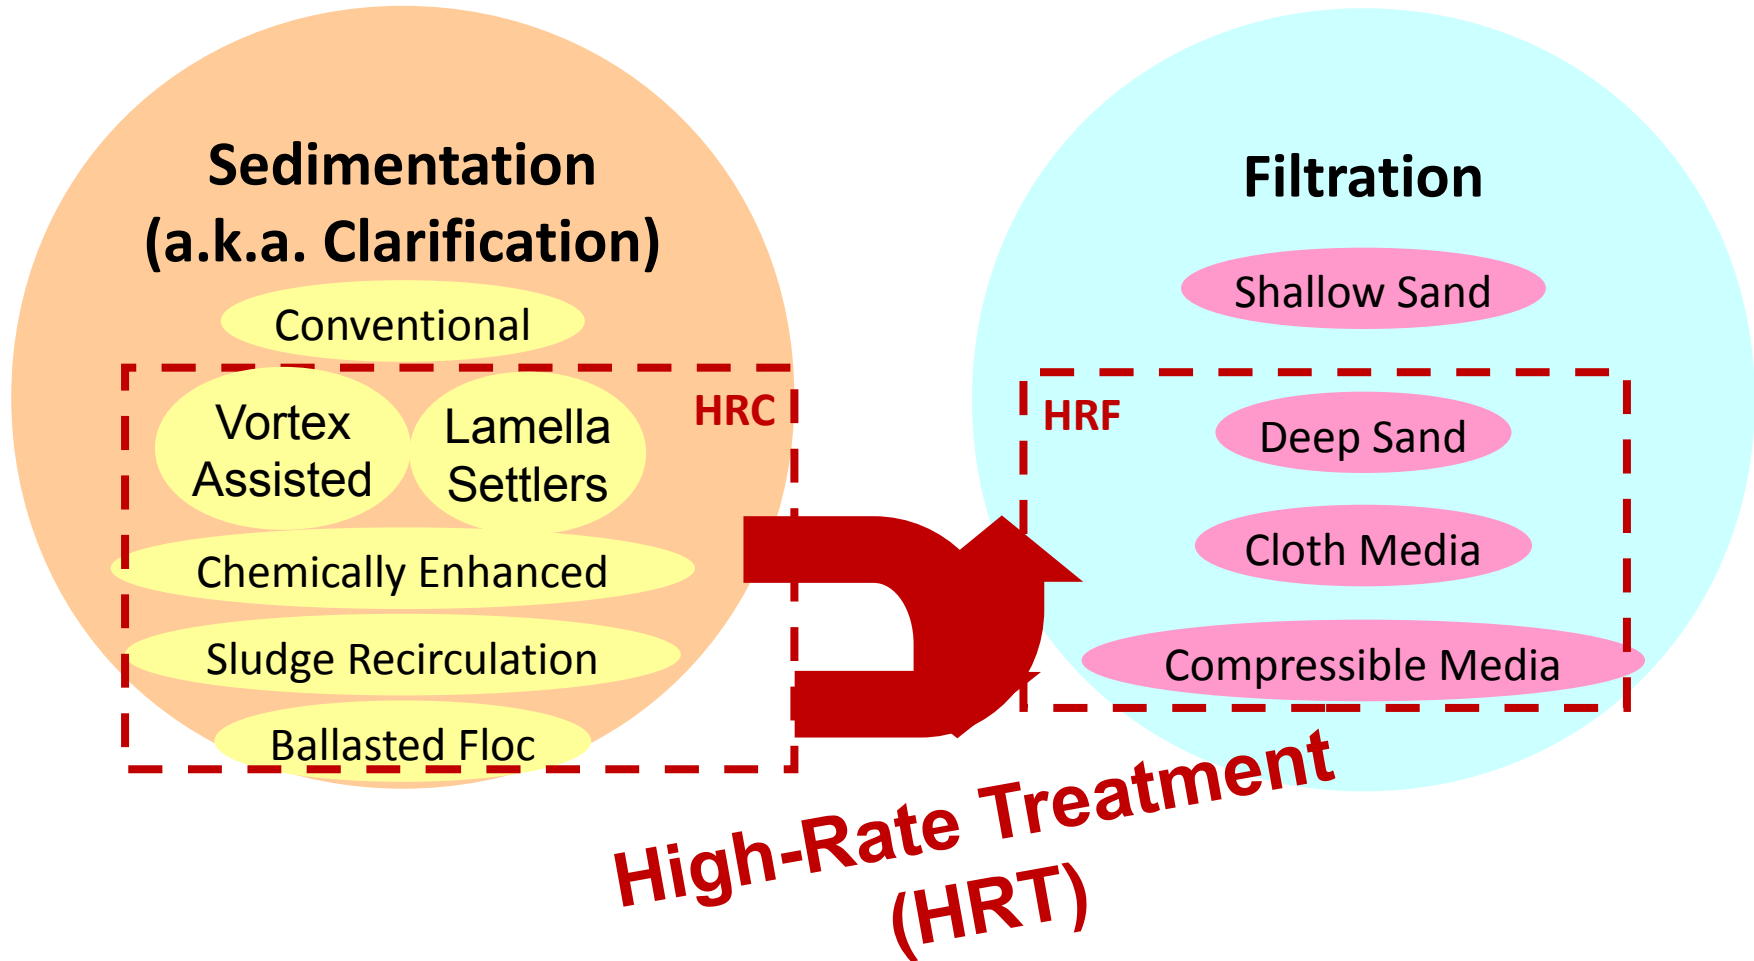 Sedimentation
(a.k.a. Clarification)
Conventional
HRC
Vortex
Assisted
Lamella
Settlers
Chemically Enhanced
Sludge Recirculation
Ballasted Floc
Filtration
Shallow Sand
HRF
Deep Sand
Cloth Media
Compressible Media
High-Rate Treatment
(HRT)